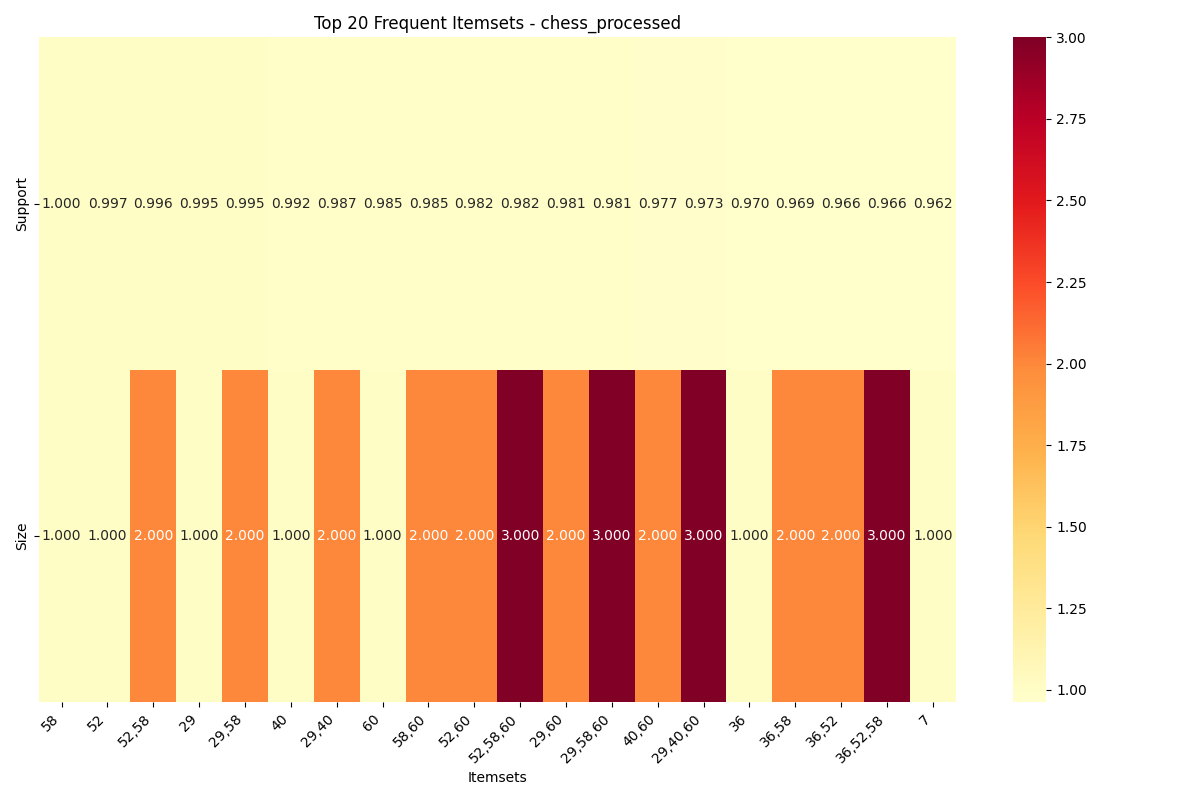 Top 20 Frequent Itemsets - chess_processed
Support
1.000 0.997 0.996 0.995 0.995 0.992 0.987 0.985 0.985 0.982 0.982 0.981 0.981 0.977 0.973 0.970 0.969 0.966 0.966 0.962
Size
1.000 1.000 2.000 1.000 2.000 1.000 2.000 1.000 2.000 2.000 3.000 2.000 3.000 2.000 3.000 1.000 2.000 2.000 3.000 1.000
58 52 52,58 29 29,58 40 29,40 60 58,60 52,60 52,58,60 29,60 29,58,60 40,60 29,40,60 36 36,58 36,52 36,52,58 7
Itemsets
3.00
2.75
2.50
2.25
2.00
1.75
1.50
1.25
1.00